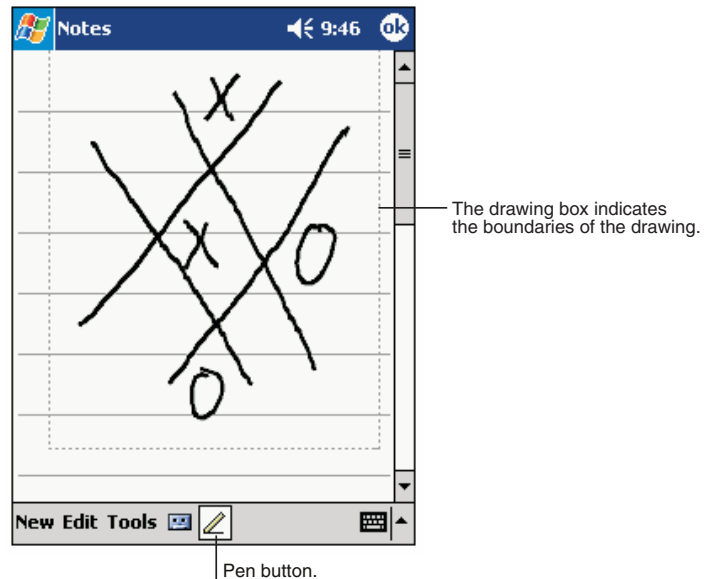 Notes 9:46 ok
X
X
O
O
The drawing box indicates
the boundaries of the drawing.
New Edit Tools
Pen button.